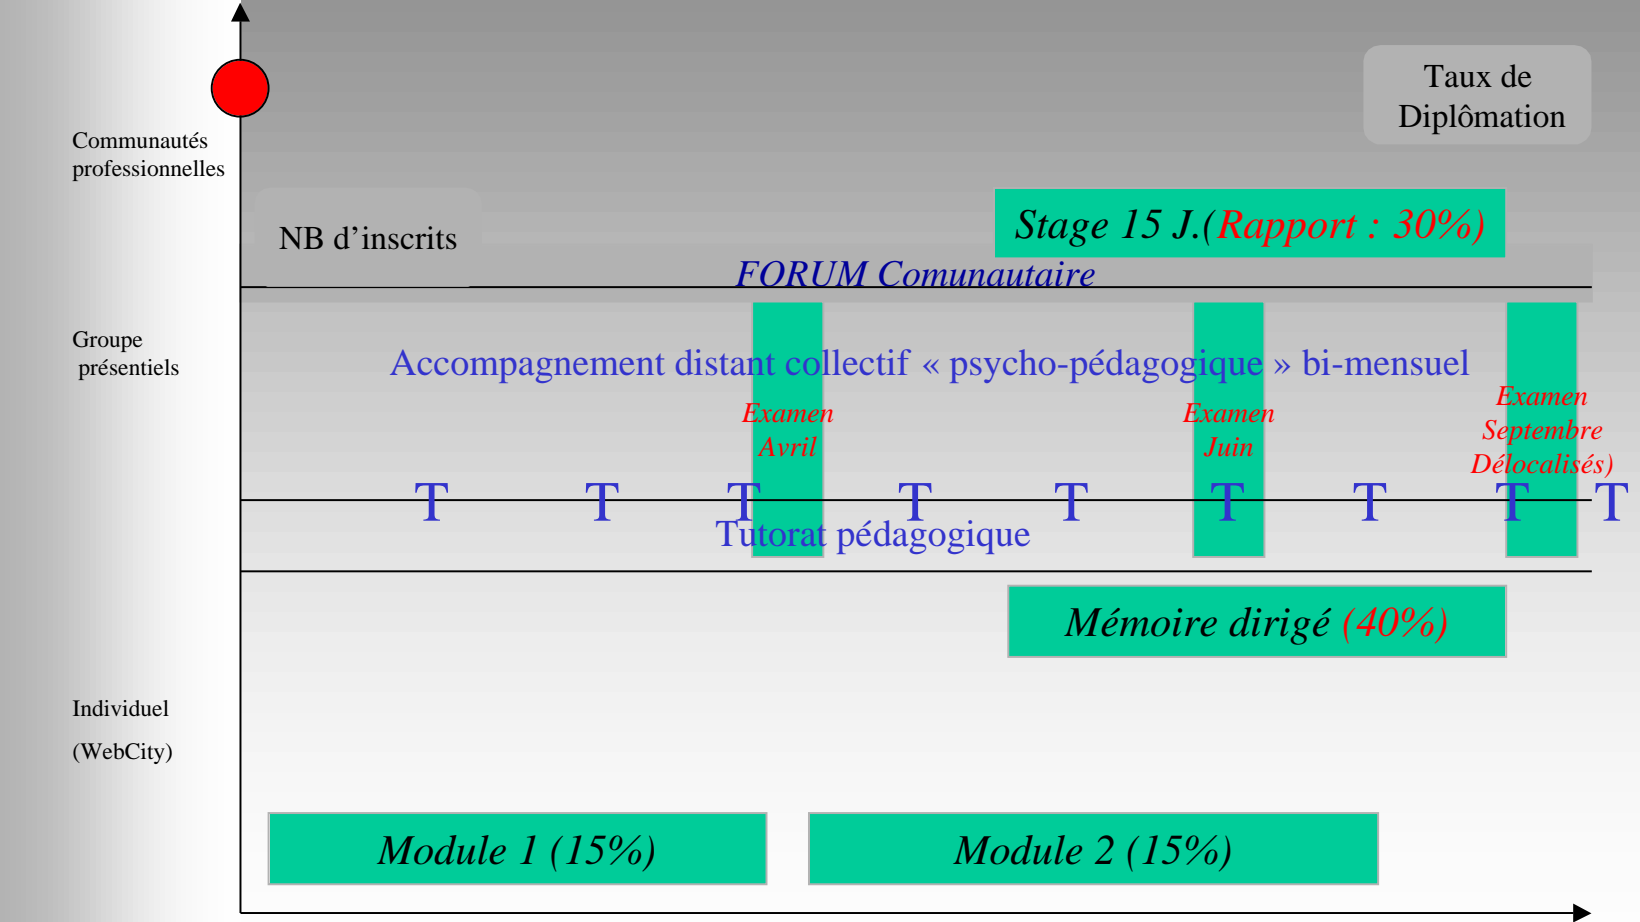 Taux de
Diplômation
Communautés
professionnelles
NB d’inscrits
Stage 15 J.(Rapport : 30%)
FORUM Comunautaire
Groupe
présentiels
Accompagnement distant collectif « psycho-pédagogique » bi-mensuel
Examen
Avril
Examen
Juin
Examen
Septembre
Délocalisés)
T T T T T T T T T
Tutorat pédagogique
Mémoire dirigé (40%)
Individuel
(WebCity)
Module 1 (15%)
Module 2 (15%)